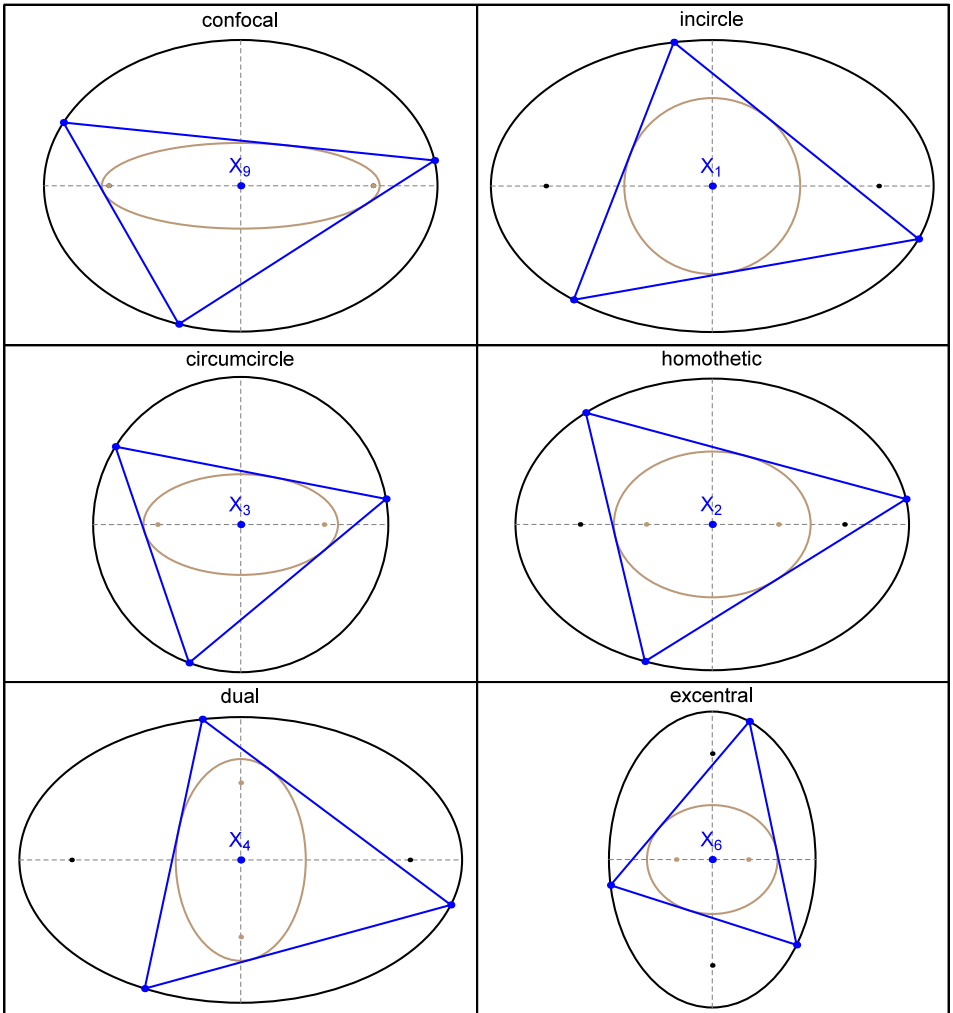 confocal
X₉
incircle
X₁
circumcircle
X₃
homothetic
X₂
dual
X₄
excentral
X₆